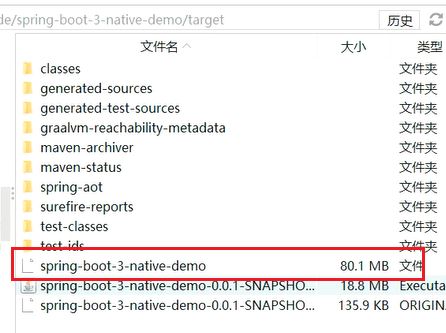 de/spring-boot-3-native-demo/target 历史
文件名 大小 类型
classes 文件夹
generated-sources 文件夹
generated-test-sources 文件夹
graalvm-reachability-metadata 文件夹
maven-archiver 文件夹
maven-status 文件夹
spring-aot 文件夹
surefire-reports 文件夹
test-classes 文件夹
test-ids 文件夹
spring-boot-3-native-demo 80.1 MB 文件
spring-boot-3-native-demo-0.0.1-SNAPSHO... 18.8 MB Executa
spring-boot-3-native-demo-0.0.1-SNAPSHO... 135.9 KB ORIGIN